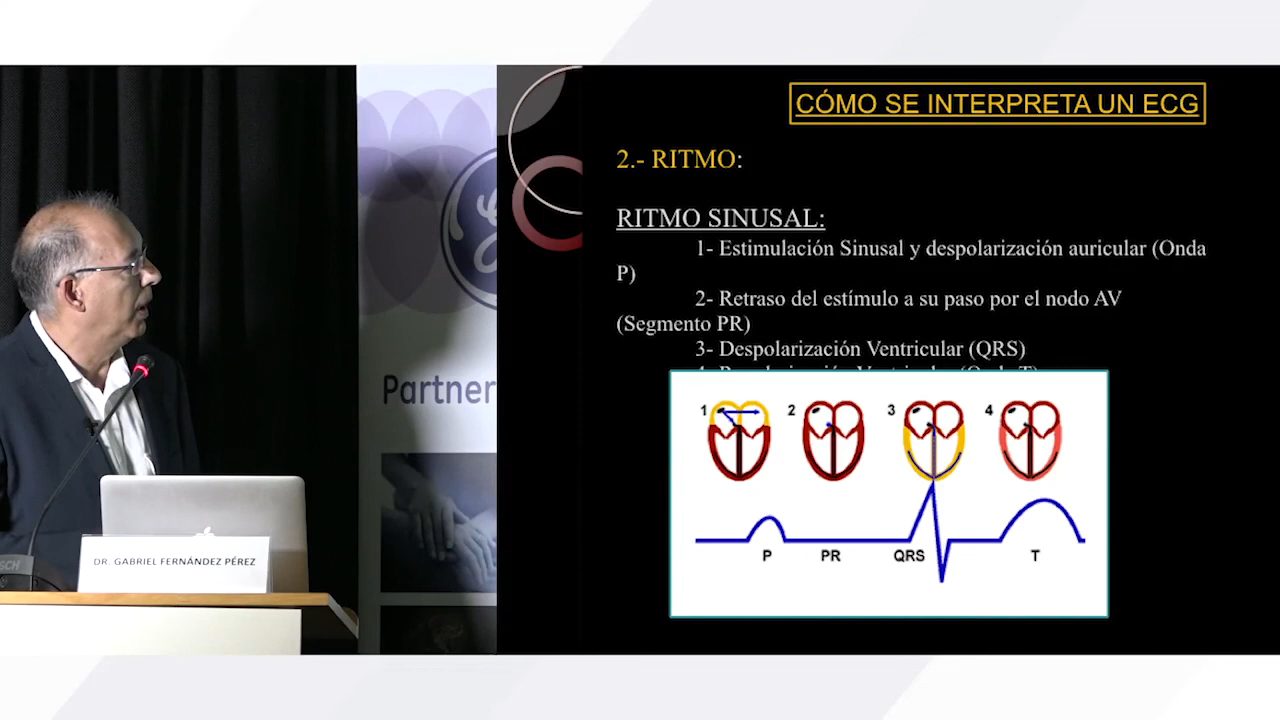 CÓMO SE INTERPRETA UN ECG
2.- RITMO:
RITMO SINUSAL:
1- Estimulación Sinusal y despolarización auricular (Onda
P)
2- Retraso del estímulo a su paso por el nodo AV
(Segmento PR)
3- Despolarización Ventricular (QRS)
1 2 3 4
P PR QRS T
Partner
DR. GABRIEL FERNÁNDEZ PÉREZ